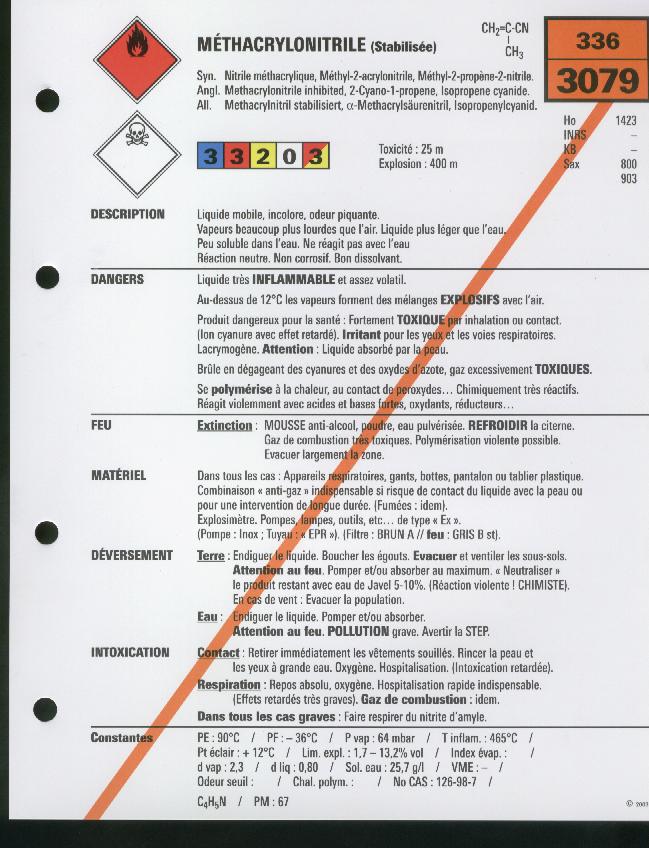 CH₂=C-CN
CH₃
336
3079
MÉTHACRYLONITRILE (Stabilisée)
Syn. Nitrile méthacrylique, Méthyl-2-acrylonitrile, Méthyl-2-propène-2-nitrile.
Angl. Methacrylonitrile inhibited, 2-Cyano-1-propene, Isopropene cyanide.
All. Methacrylnitril stabilisiert, α-Methacrylsäurenitril, Isopropenylcyanid.
Ho 1423
INRS –
KB –
Sax 800
903
3 3 2 0 3
Toxicité : 25 m
Explosion : 400 m
DESCRIPTION
Liquide mobile, incolore, odeur piquante.
Vapeurs beaucoup plus lourdes que l'air. Liquide plus léger que l'eau.
Peu soluble dans l'eau. Ne réagit pas avec l'eau
Réaction neutre. Non corrosif. Bon dissolvant.
DANGERS
Liquide très INFLAMMABLE et assez volatil.
Au-dessus de 12°C les vapeurs forment des mélanges EXPLOSIFS avec l'air.
Produit dangereux pour la santé : Fortement TOXIQUE par inhalation ou contact.
(Ion cyanure avec effet retardé). Irritant pour les yeux et les voies respiratoires.
Lacrymogène. Attention : Liquide absorbé par la peau.
Brûle en dégageant des cyanures et des oxydes d'azote, gaz excessivement TOXIQUES.
Se polymérise à la chaleur, au contact de peroxydes… Chimiquement très réactifs.
Réagit violemment avec acides et bases fortes, oxydants, réducteurs…
FEU
Extinction : MOUSSE anti-alcool, poudre, eau pulvérisée. REFROIDIR la citerne.
Gaz de combustion très toxiques. Polymérisation violente possible.
Evacuer largement la zone.
MATÉRIEL
Dans tous les cas : Appareils respiratoires, gants, bottes, pantalon ou tablier plastique.
Combinaison « anti-gaz » indispensable si risque de contact du liquide avec la peau ou
pour une intervention de longue durée. (Fumées : idem).
Explosimètre. Pompes, lampes, outils, etc… de type « Ex ».
(Pompe : Inox ; Tuyau : « EPR »). (Filtre : BRUN A // feu : GRIS B st).
DÉVERSEMENT
Terre : Endiguer le liquide. Boucher les égouts. Evacuer et ventiler les sous-sols.
Attention au feu. Pomper et/ou absorber au maximum. « Neutraliser »
le produit restant avec eau de Javel 5-10%. (Réaction violente ! CHIMISTE).
En cas de vent : Evacuer la population.
Eau : Endiguer le liquide. Pomper et/ou absorber.
Attention au feu. POLLUTION grave. Avertir la STEP.
INTOXICATION
Contact : Retirer immédiatement les vêtements souillés. Rincer la peau et
les yeux à grande eau. Oxygène. Hospitalisation. (Intoxication retardée).
Respiration : Repos absolu, oxygène. Hospitalisation rapide indispensable.
(Effets retardés très graves). Gaz de combustion : idem.
Dans tous les cas graves : Faire respirer du nitrite d'amyle.
Constantes
PE : 90°C / PF : – 36°C / P vap : 64 mbar / T inflam. : 465°C /
Pt éclair : + 12°C / Lim. expl. : 1,7 – 13,2% vol / Index évap. : /
d vap : 2,3 / d liq : 0,80 / Sol. eau : 25,7 g/l / VME : – /
Odeur seuil : / Chal. polym. : / No CAS : 126-98-7 /
C₄H₅N / PM : 67
© 2003